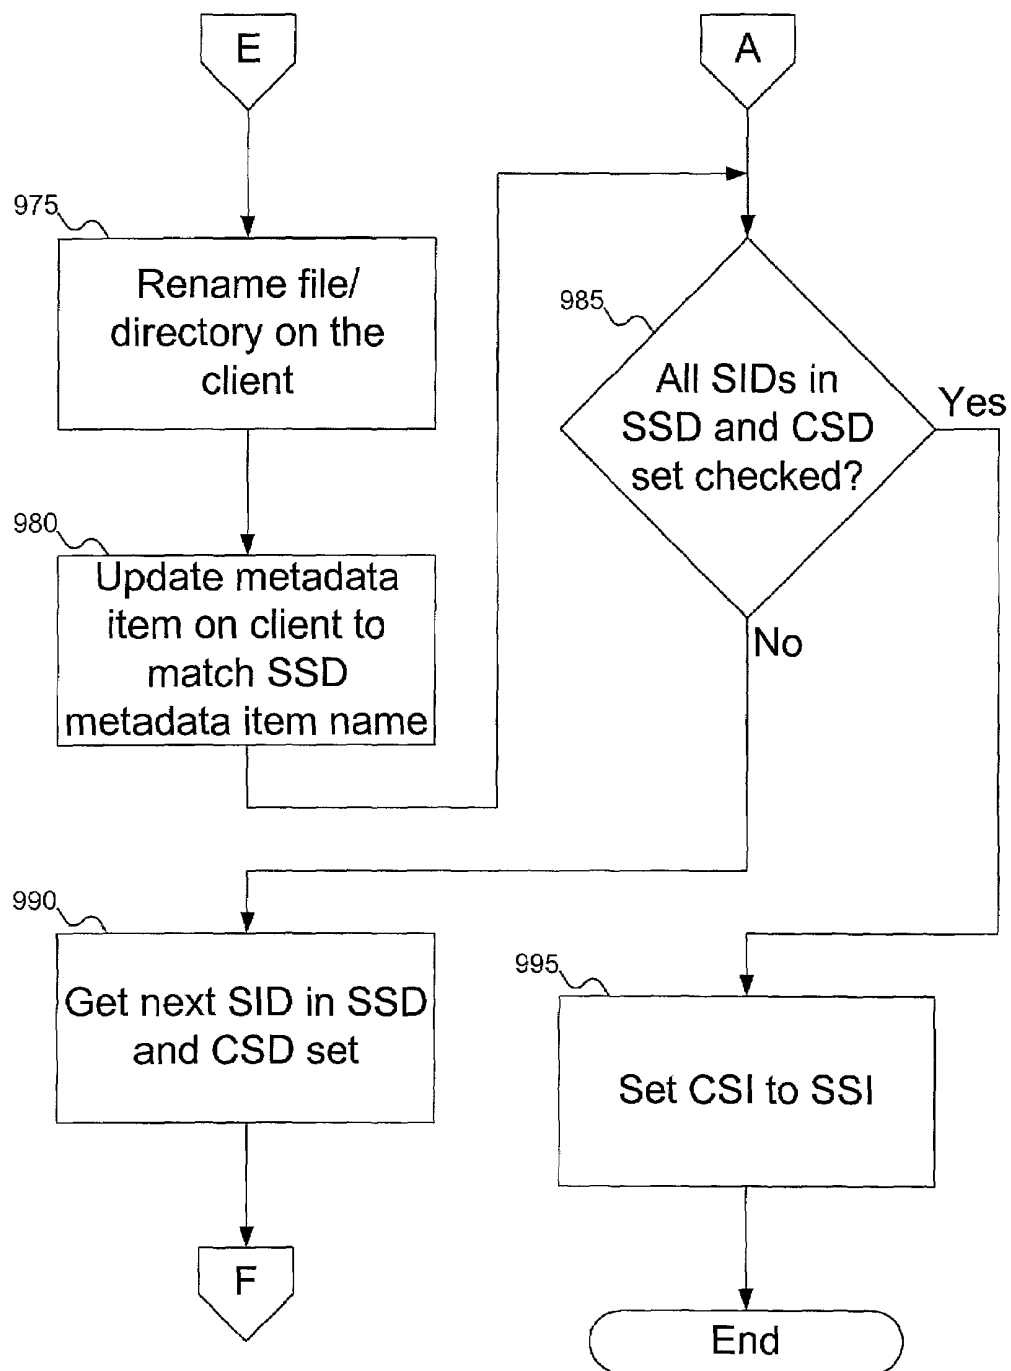 E
A
975
Rename file/
directory on the
client
985
All SIDs in
SSD and CSD
set checked?
Yes
980
Update metadata
item on client to
match SSD
metadata item name
No
990
Get next SID in SSD
and CSD set
995
Set CSI to SSI
F
End